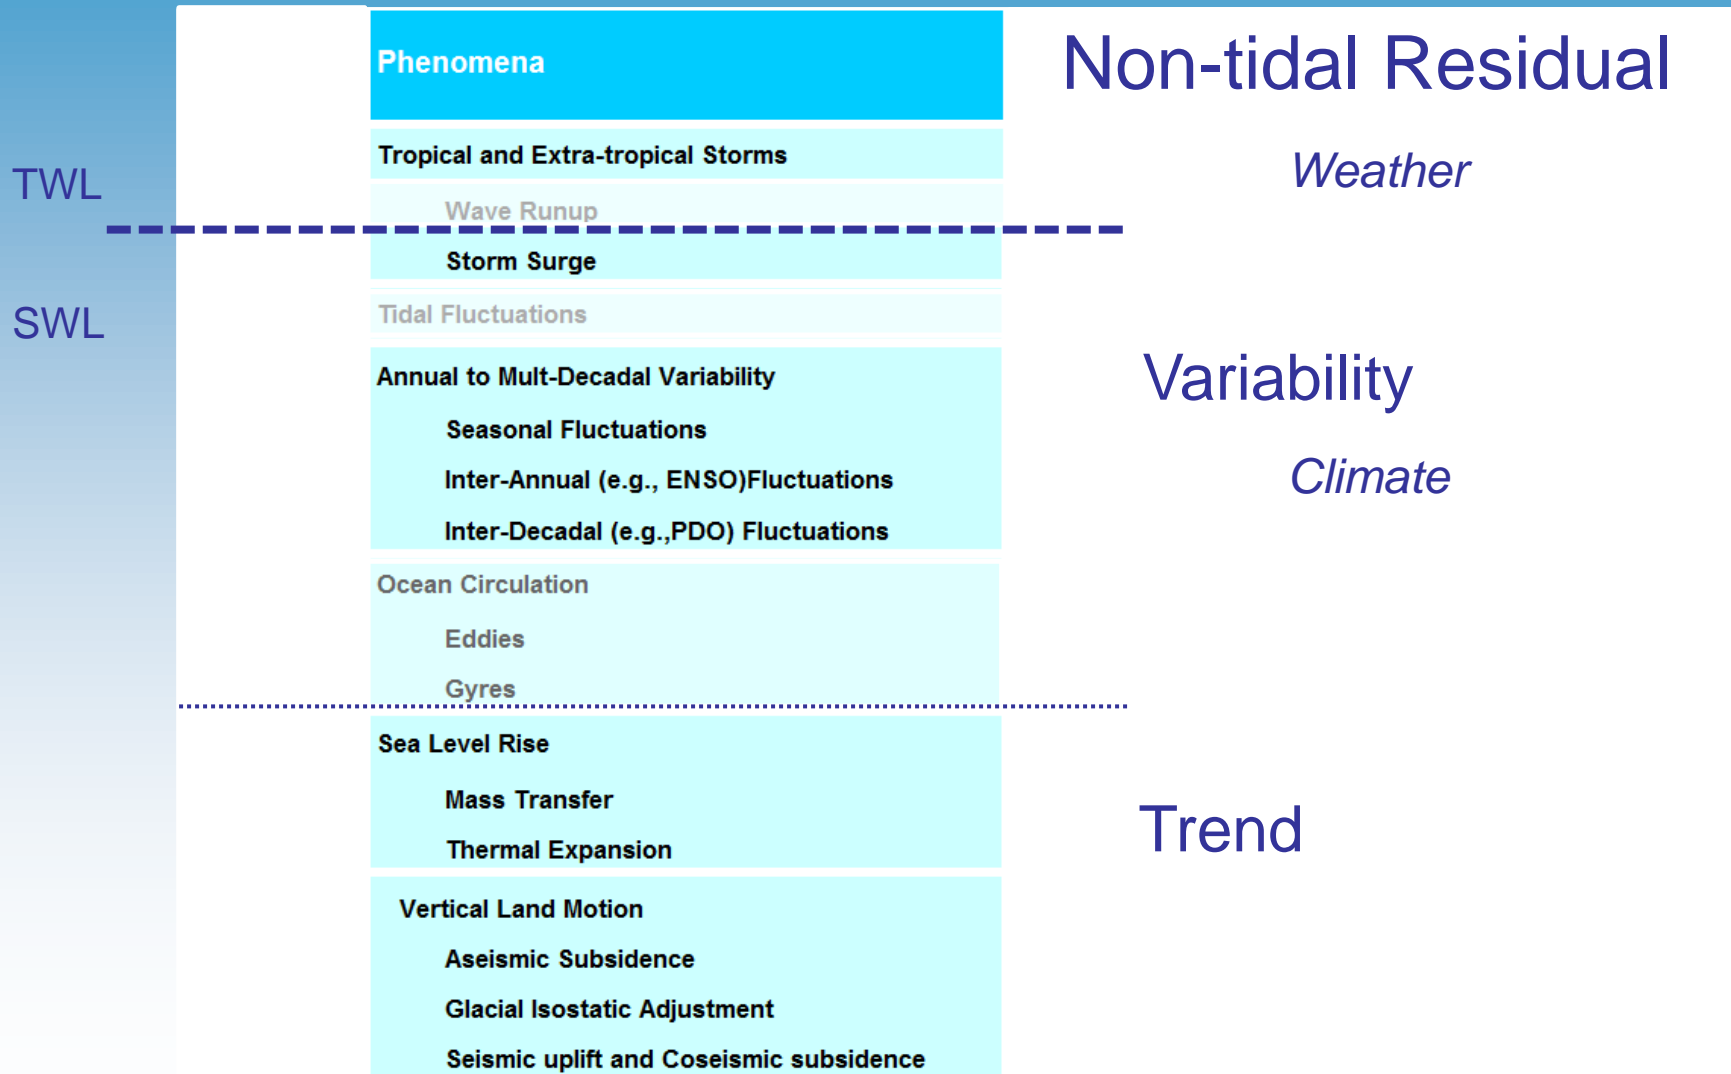 Phenomena
Non-tidal Residual
Tropical and Extra-tropical Storms
Weather
TWL
Wave Runup
Storm Surge
SWL
Tidal Fluctuations
Annual to Mult-Decadal Variability
Variability
Seasonal Fluctuations
Inter-Annual (e.g., ENSO)Fluctuations
Climate
Inter-Decadal (e.g.,PDO) Fluctuations
Ocean Circulation
Eddies
Gyres
Sea Level Rise
Mass Transfer
Trend
Thermal Expansion
Vertical Land Motion
Aseismic Subsidence
Glacial Isostatic Adjustment
Seismic uplift and Coseismic subsidence